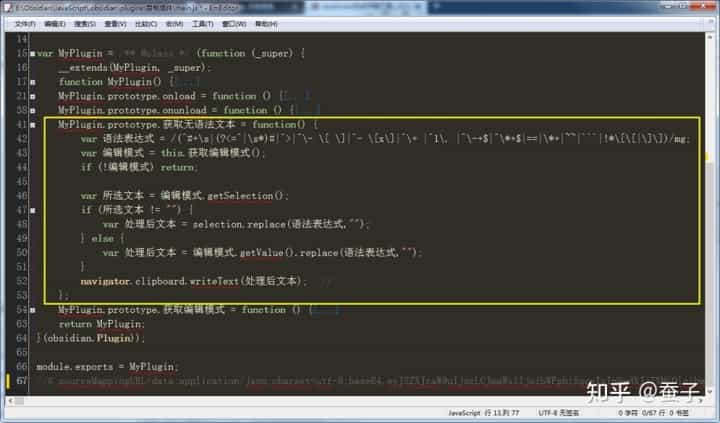 E:\Obsidian\JavaScript\obsidian-plugins\复制插件\main.js * - EmEditor
文件(F) 编辑(E) 搜索(S) 查看(V) 比较(C) 宏(M) 工具(T) 窗口(W) 帮助(H)
14
15 var MyPlugin = /** @class */ (function (_super) {
16 __extends(MyPlugin, _super);
17 function MyPlugin() {...}
21 MyPlugin.prototype.onload = function () {...}
38 MyPlugin.prototype.onunload = function () {...}
41 MyPlugin.prototype.获取无语法文本 = function() {
42 var 语法表达式 = /(^#+\s|(?<=^|\s*)#|^>|^\- \[ \]|^- \[x\]|^\+ |^1\. |^\-+$|^\*+$|==|\*+|~~|```|!*\[\[|\]\])/mg;
43 var 编辑模式 = this.获取编辑模式();
44 if (!编辑模式) return;
45
46 var 所选文本 = 编辑模式.getSelection();
47 if (所选文本 != "") {
48 var 处理后文本 = selection.replace(语法表达式,"");
49 } else {
50 var 处理后文本 = 编辑模式.getValue().replace(语法表达式,"");
51 }
52 navigator.clipboard.writeText(处理后文本); //
53 };
54 MyPlugin.prototype.获取编辑模式 = function () {...}
63 return MyPlugin;
64 }(obsidian.Plugin));
65
66 module.exports = MyPlugin;
67 //# sourceMappingURL=data:application/json;charset=utf-8;base64,
知乎 @蚕子
JavaScript 行 13,列 77 UTF-8 无签名 0 字符 0/67 行 0 书签